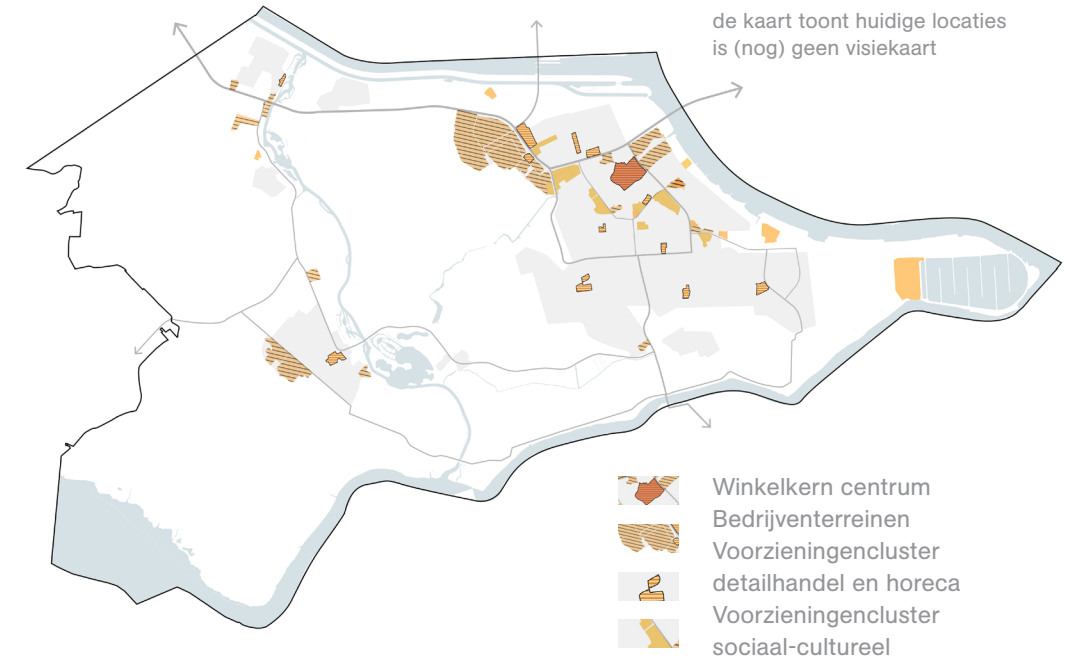 de kaart toont huidige locaties
is (nog) geen visiekaart
Winkelkern centrum
Bedrijventerreinen
Voorzieningencluster
detailhandel en horeca
Voorzieningencluster
sociaal-cultureel